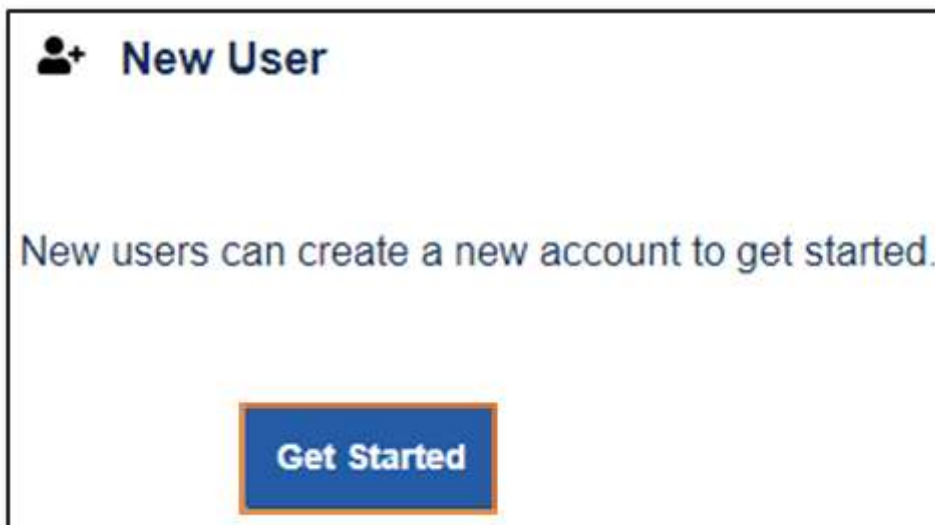 New User
New users can create a new account to get started.
Get Started